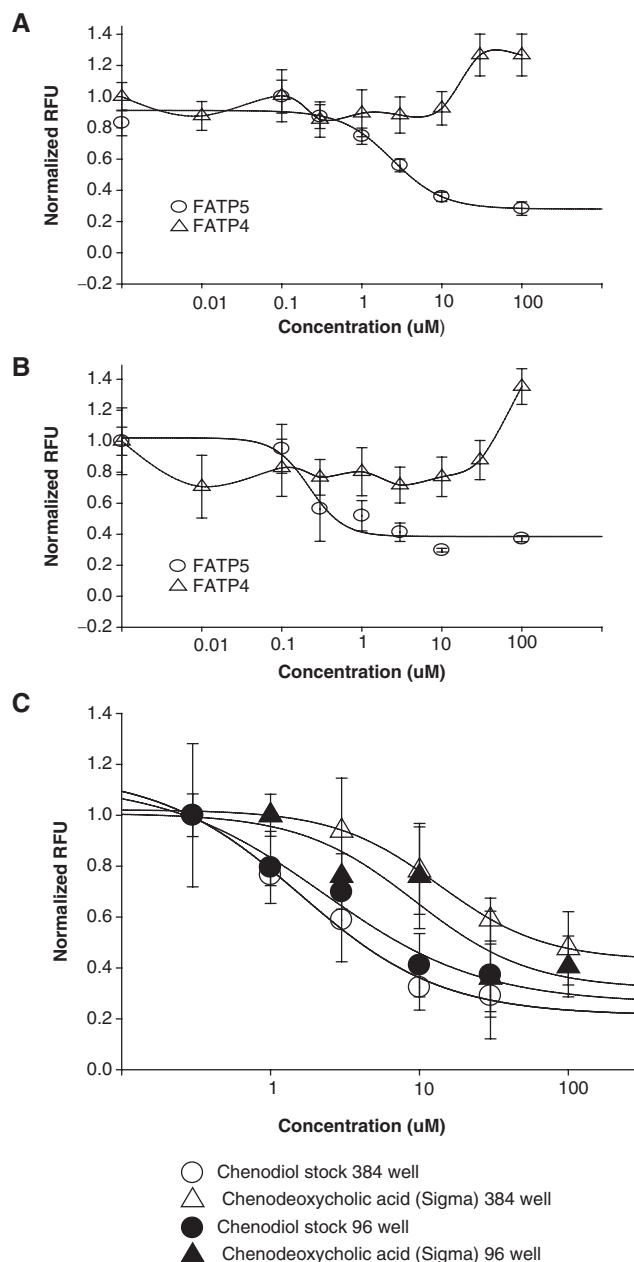 A
1.4
1.2
1.0
0.8
0.6
0.4
0.2
0.0
−0.2
Normalized RFU
FATP5
FATP4
0.01 0.1 1 10 100
Concentration (uM)
B
1.4
1.2
1.0
0.8
0.6
0.4
0.2
0.0
−0.2
Normalized RFU
FATP5
FATP4
0.01 0.1 1 10 100
Concentration (uM)
C
1.4
1.2
1.0
0.8
0.6
0.4
0.2
0.0
Normalized RFU
1 10 100
Concentration (uM)
Chenodiol stock 384 well
Chenodeoxycholic acid (Sigma) 384 well
Chenodiol stock 96 well
Chenodeoxycholic acid (Sigma) 96 well